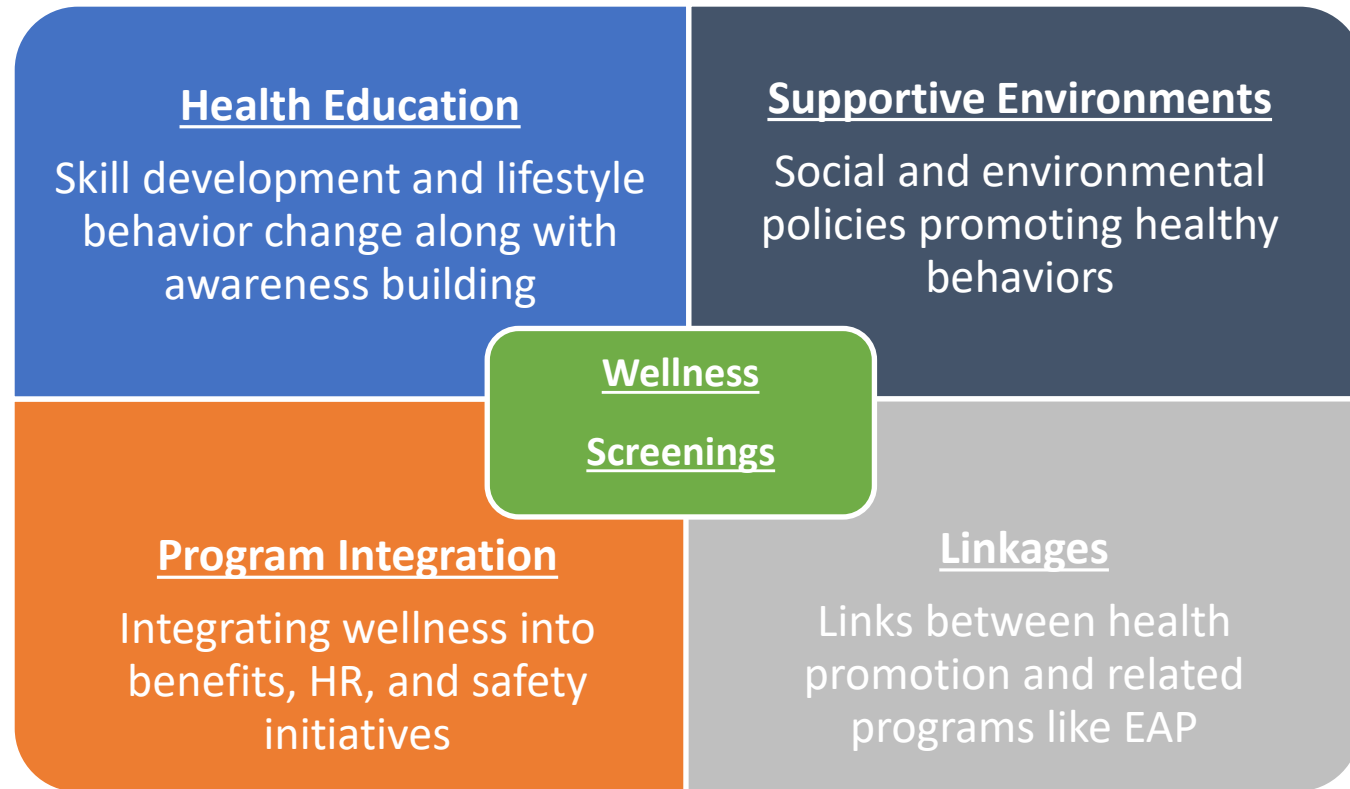 Health Education
Skill development and lifestyle
behavior change along with
awareness building
Supportive Environments
Social and environmental
policies promoting healthy
behaviors
Wellness
Screenings
Program Integration
Integrating wellness into
benefits, HR, and safety
initiatives
Linkages
Links between health
promotion and related
programs like EAP